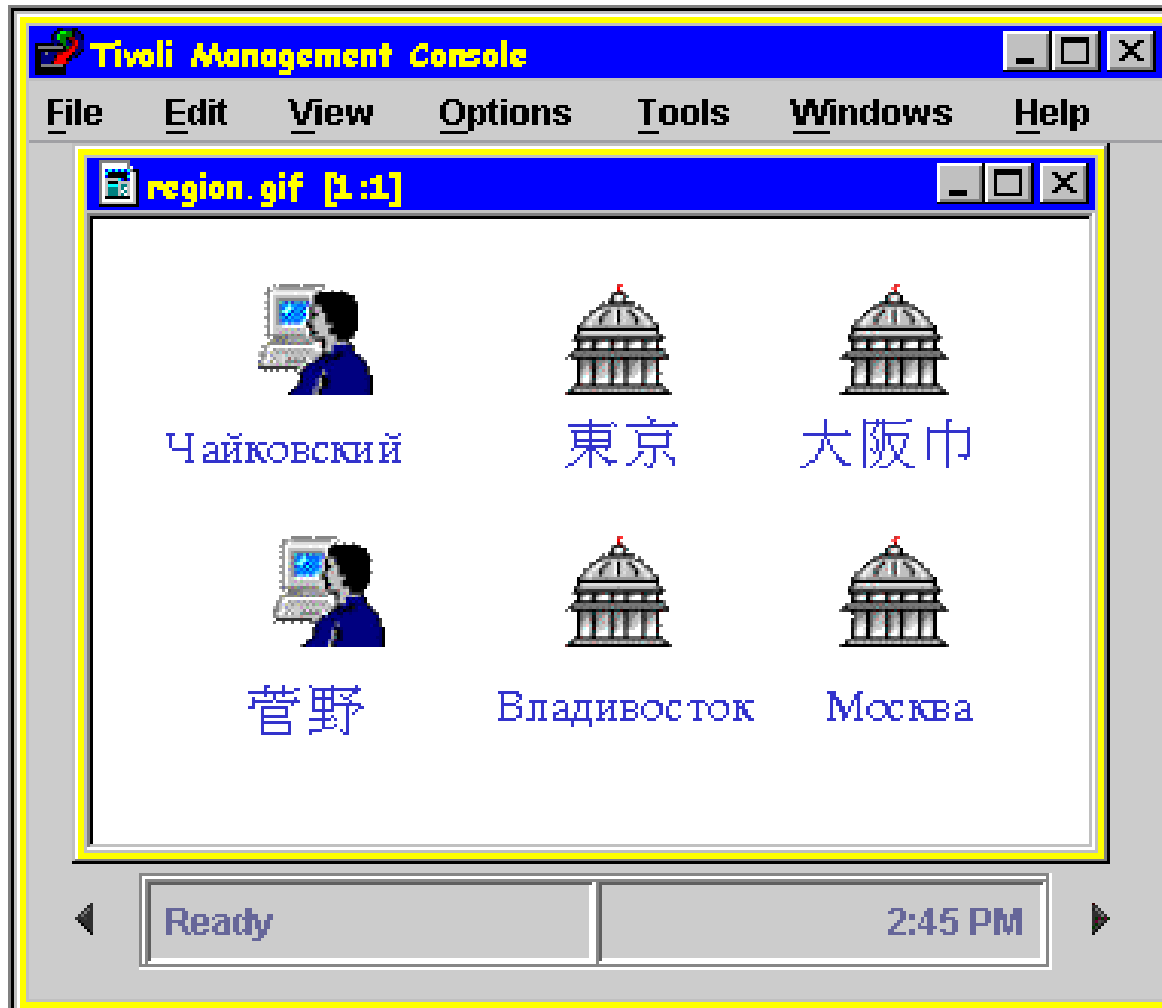 Tivoli Management Console
File Edit View Options Tools Windows Help
region.gif [1:1]
Чайковский 東京 大阪巾
菅野 Владивосток Москва
Ready 2:45 PM